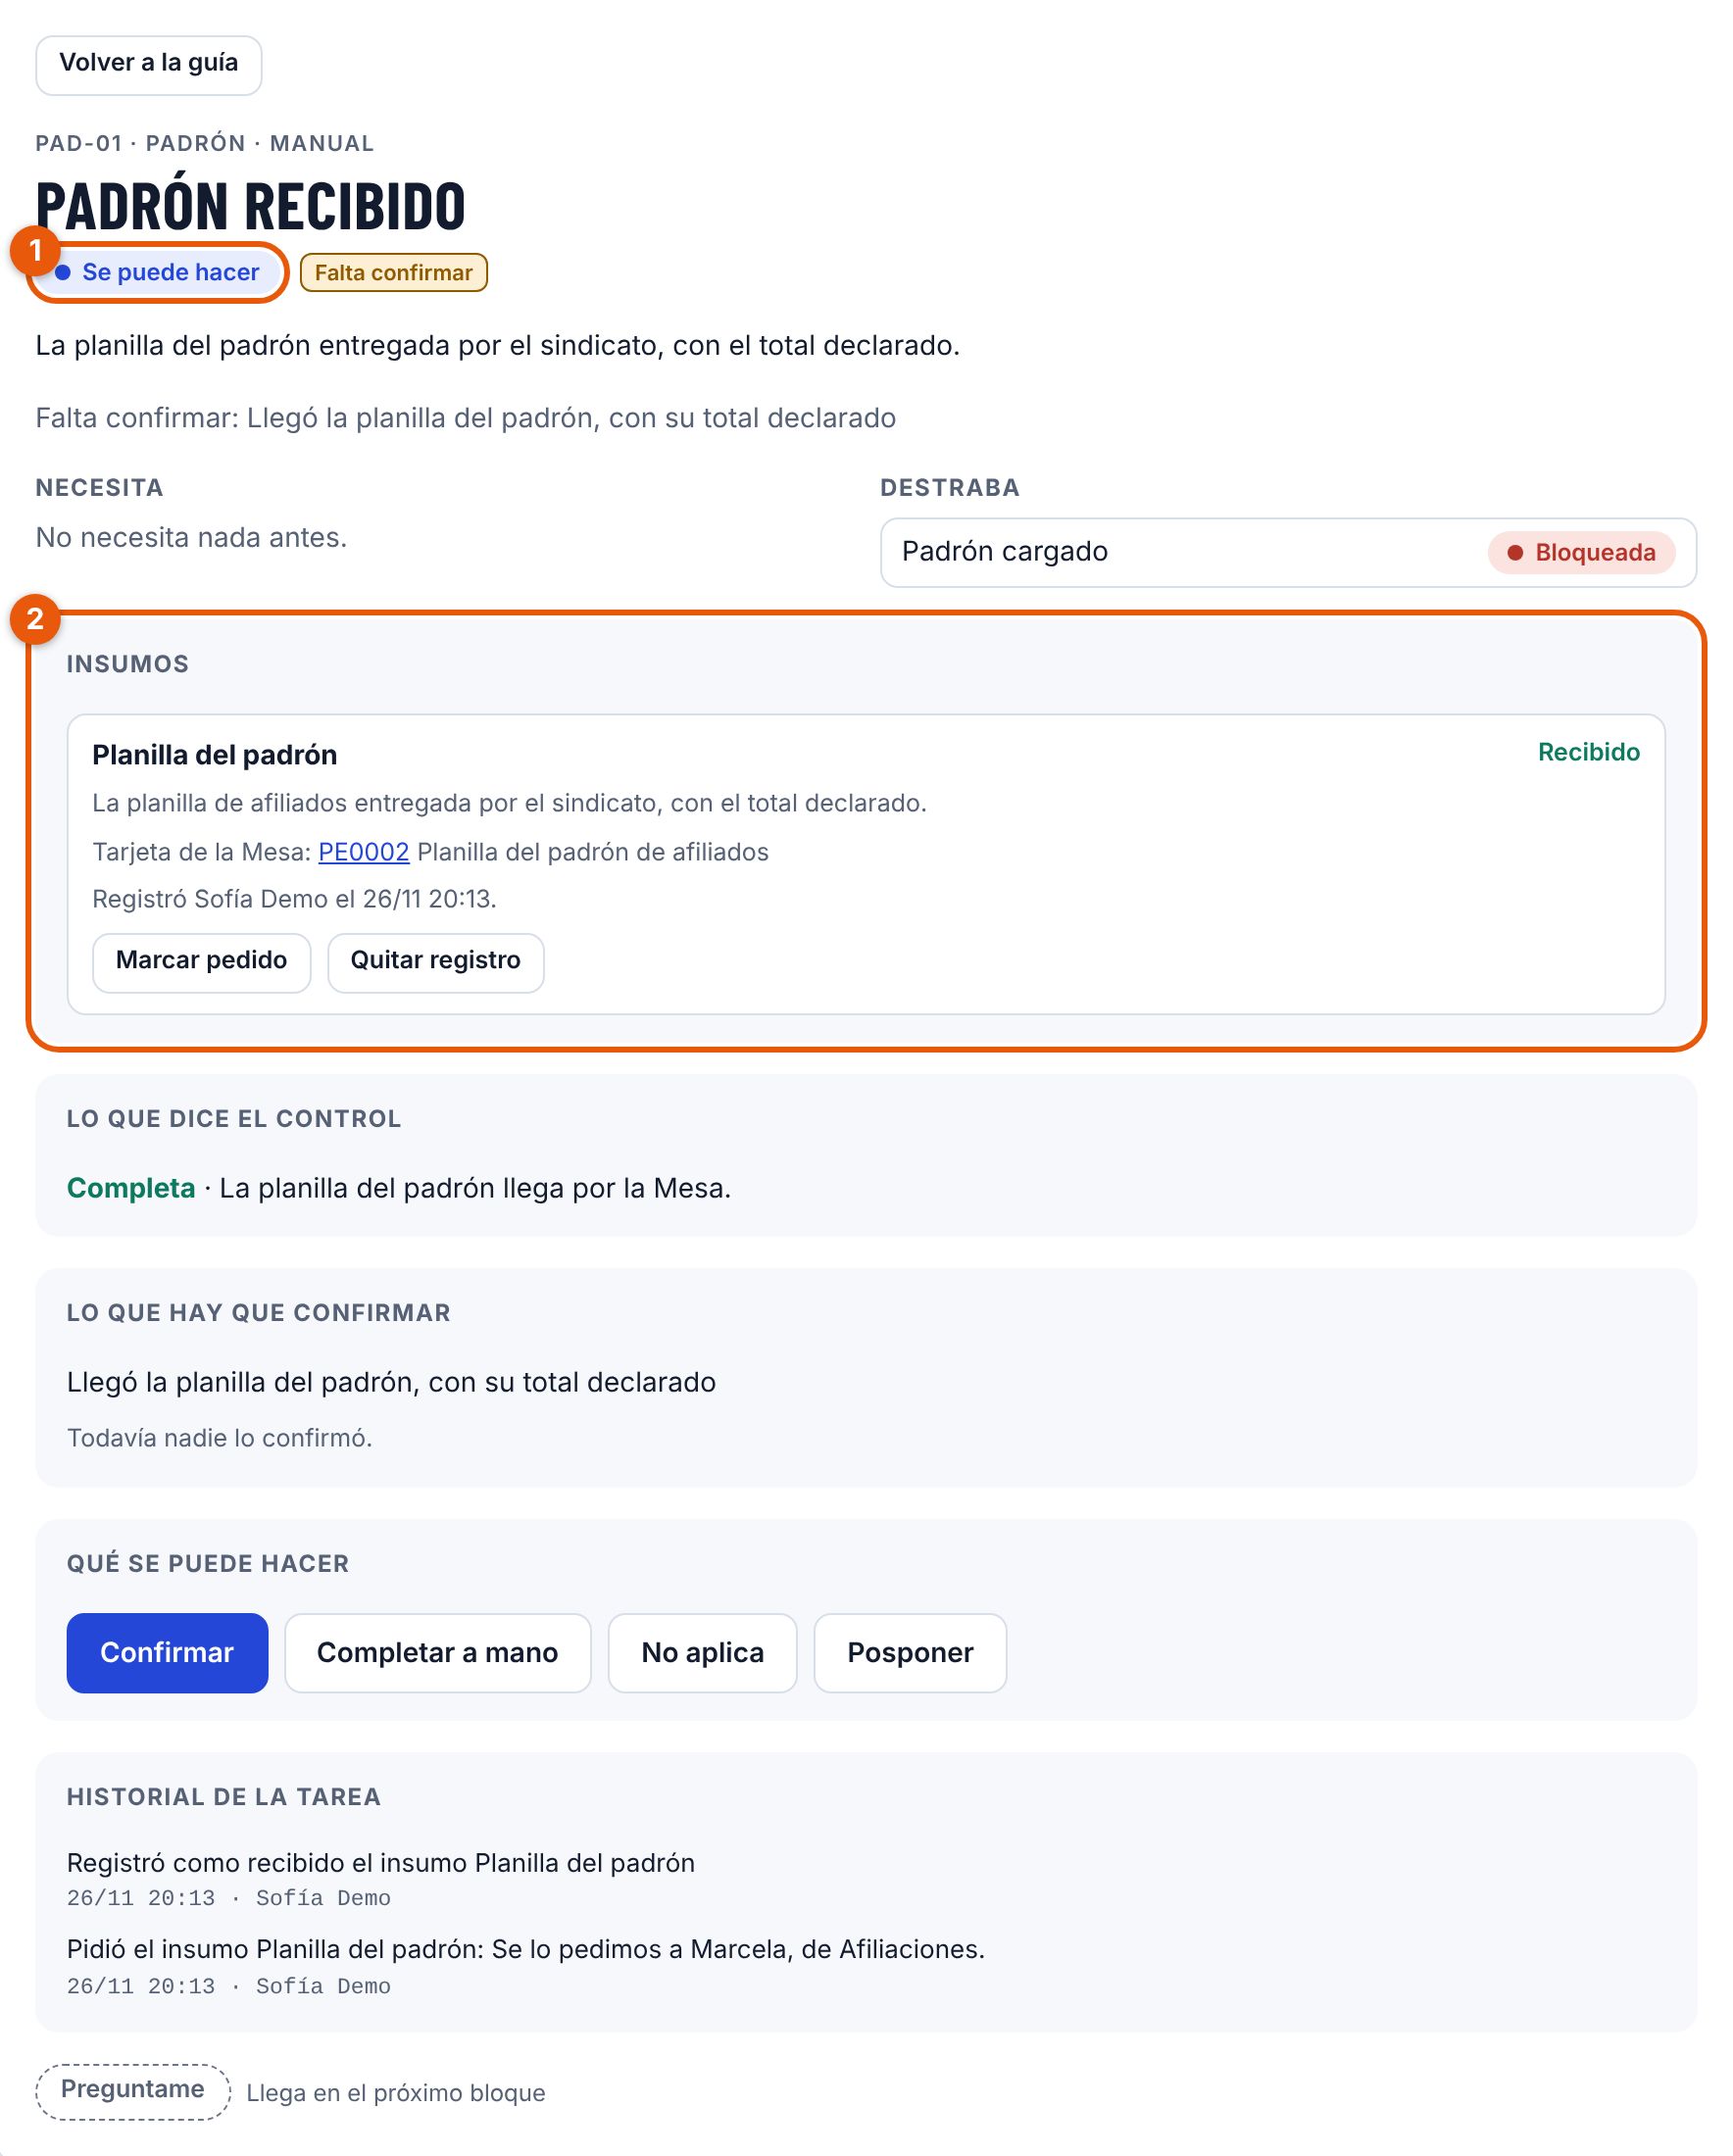 Volver a la guía
PAD-01 · PADRÓN · MANUAL
PADRÓN RECIBIDO
1
Se puede hacer
Falta confirmar
La planilla del padrón entregada por el sindicato, con el total declarado.
Falta confirmar: Llegó la planilla del padrón, con su total declarado
NECESITA
No necesita nada antes.
DESTRABA
Padrón cargado
Bloqueada
2
INSUMOS
Planilla del padrón
Recibido
La planilla de afiliados entregada por el sindicato, con el total declarado.
Tarjeta de la Mesa: PE0002 Planilla del padrón de afiliados
Registró Sofía Demo el 26/11 20:13.
Marcar pedido
Quitar registro
LO QUE DICE EL CONTROL
Completa · La planilla del padrón llega por la Mesa.
LO QUE HAY QUE CONFIRMAR
Llegó la planilla del padrón, con su total declarado
Todavía nadie lo confirmó.
QUÉ SE PUEDE HACER
Confirmar
Completar a mano
No aplica
Posponer
HISTORIAL DE LA TAREA
Registró como recibido el insumo Planilla del padrón
26/11 20:13 · Sofía Demo
Pidió el insumo Planilla del padrón: Se lo pedimos a Marcela, de Afiliaciones.
26/11 20:13 · Sofía Demo
Preguntame
Llega en el próximo bloque